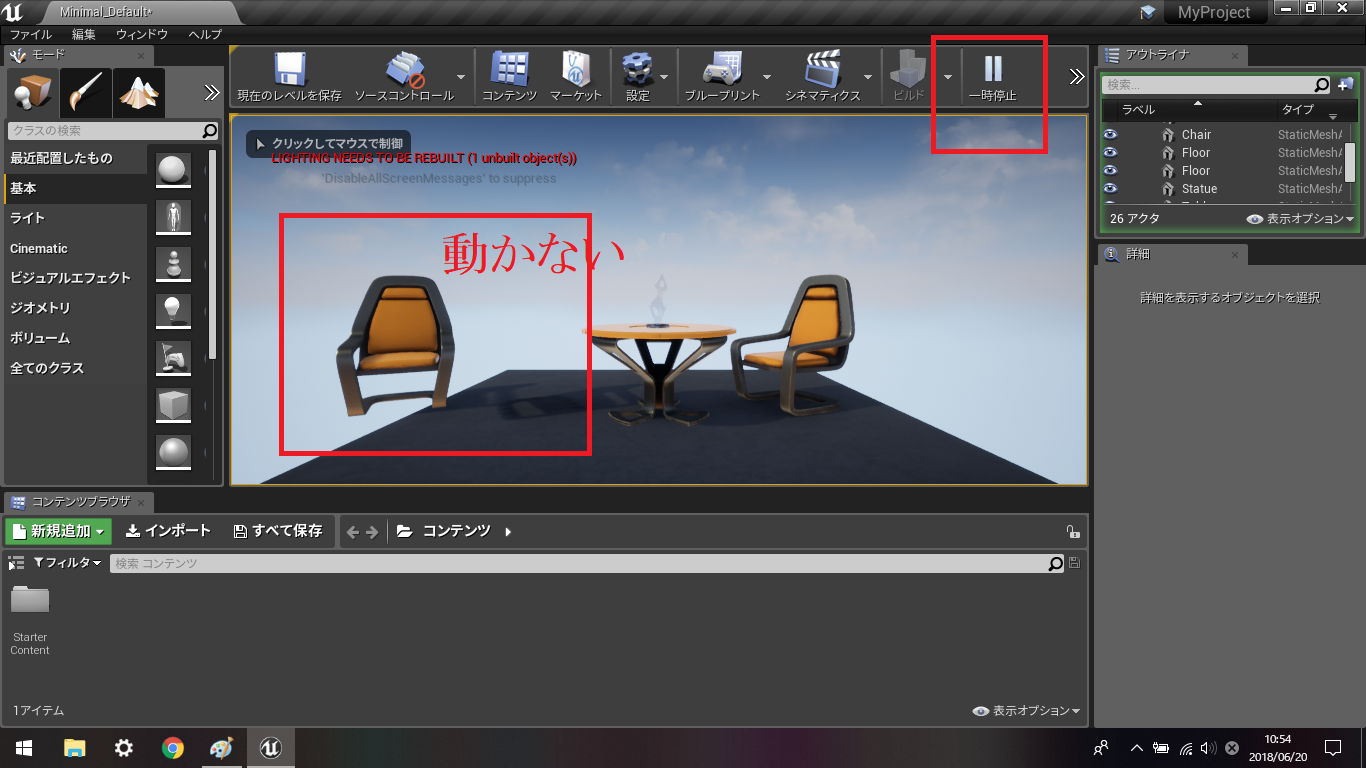 Minimal_Default*
MyProject
ファイル 編集 ウィンドウ ヘルプ
モード
クラスの検索
最近配置したもの
基本
ライト
Cinematic
ビジュアルエフェクト
ジオメトリ
ボリューム
全てのクラス
現在のレベルを保存 ソースコントロール コンテンツ マーケット 設定 ブループリント シネマティクス ビルド 一時停止
クリックしてマウスで制御
LIGHTING NEEDS TO BE REBUILT (1 unbuilt object(s))
'DisableAllScreenMessages' to suppress
動かない
アウトライナ
検索...
ラベル タイプ
Chair StaticMeshA
Floor StaticMeshA
Floor StaticMeshA
Statue StaticMeshA
26 アクタ 表示オプション
詳細
詳細を表示するオブジェクトを選択
コンテンツブラウザ
新規追加 インポート すべて保存 コンテンツ
フィルタ 検索 コンテンツ
Starter
Content
1アイテム 表示オプション
10:54
2018/06/20